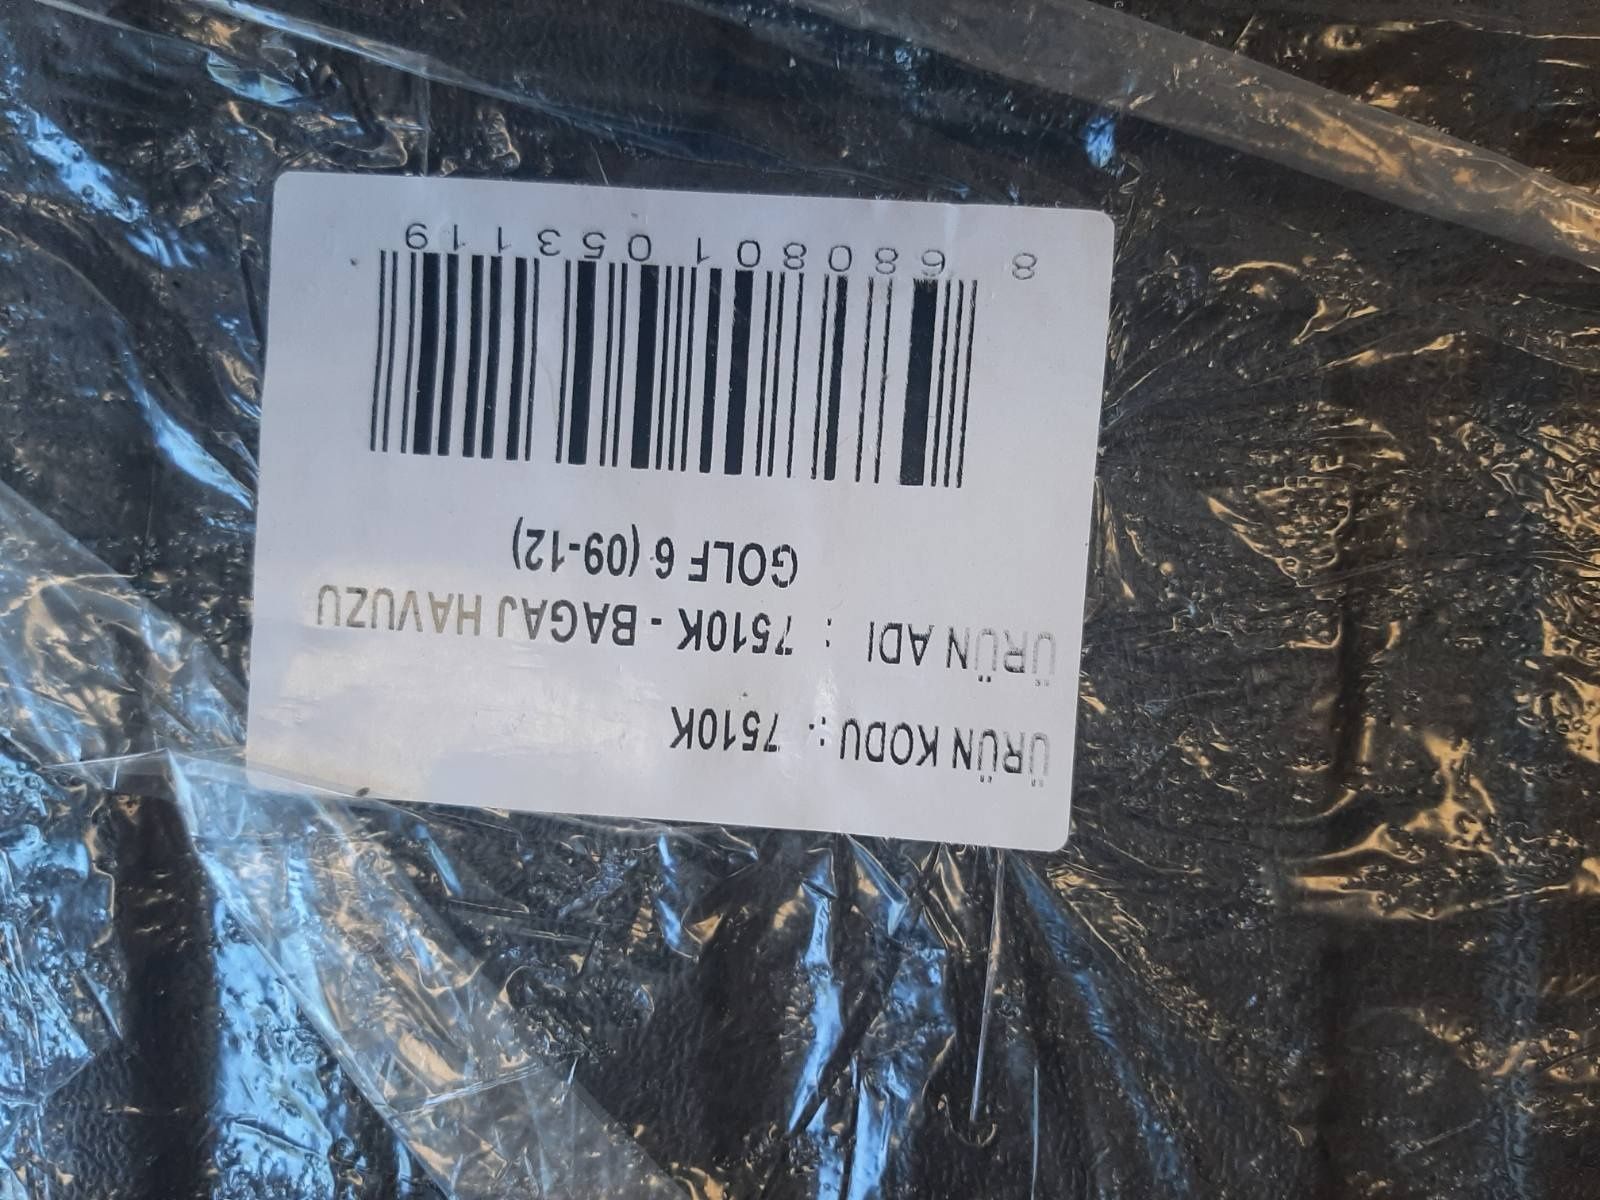 ÜRÜN KODU : 7510K
ÜRÜN ADI : 7510K - BAGAJ HAVUZU
GOLF 6 (09-12)
8 680801 053119